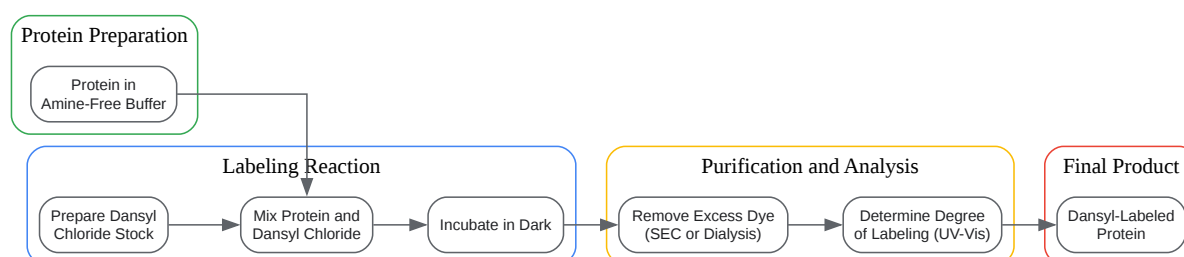 Protein Preparation
Protein in
Amine-Free Buffer
Labeling Reaction
Prepare Dansyl
Chloride Stock
Mix Protein and
Dansyl Chloride
Incubate in Dark
Purification and Analysis
Remove Excess Dye
(SEC or Dialysis)
Determine Degree
of Labeling (UV-Vis)
Final Product
Dansyl-Labeled
Protein